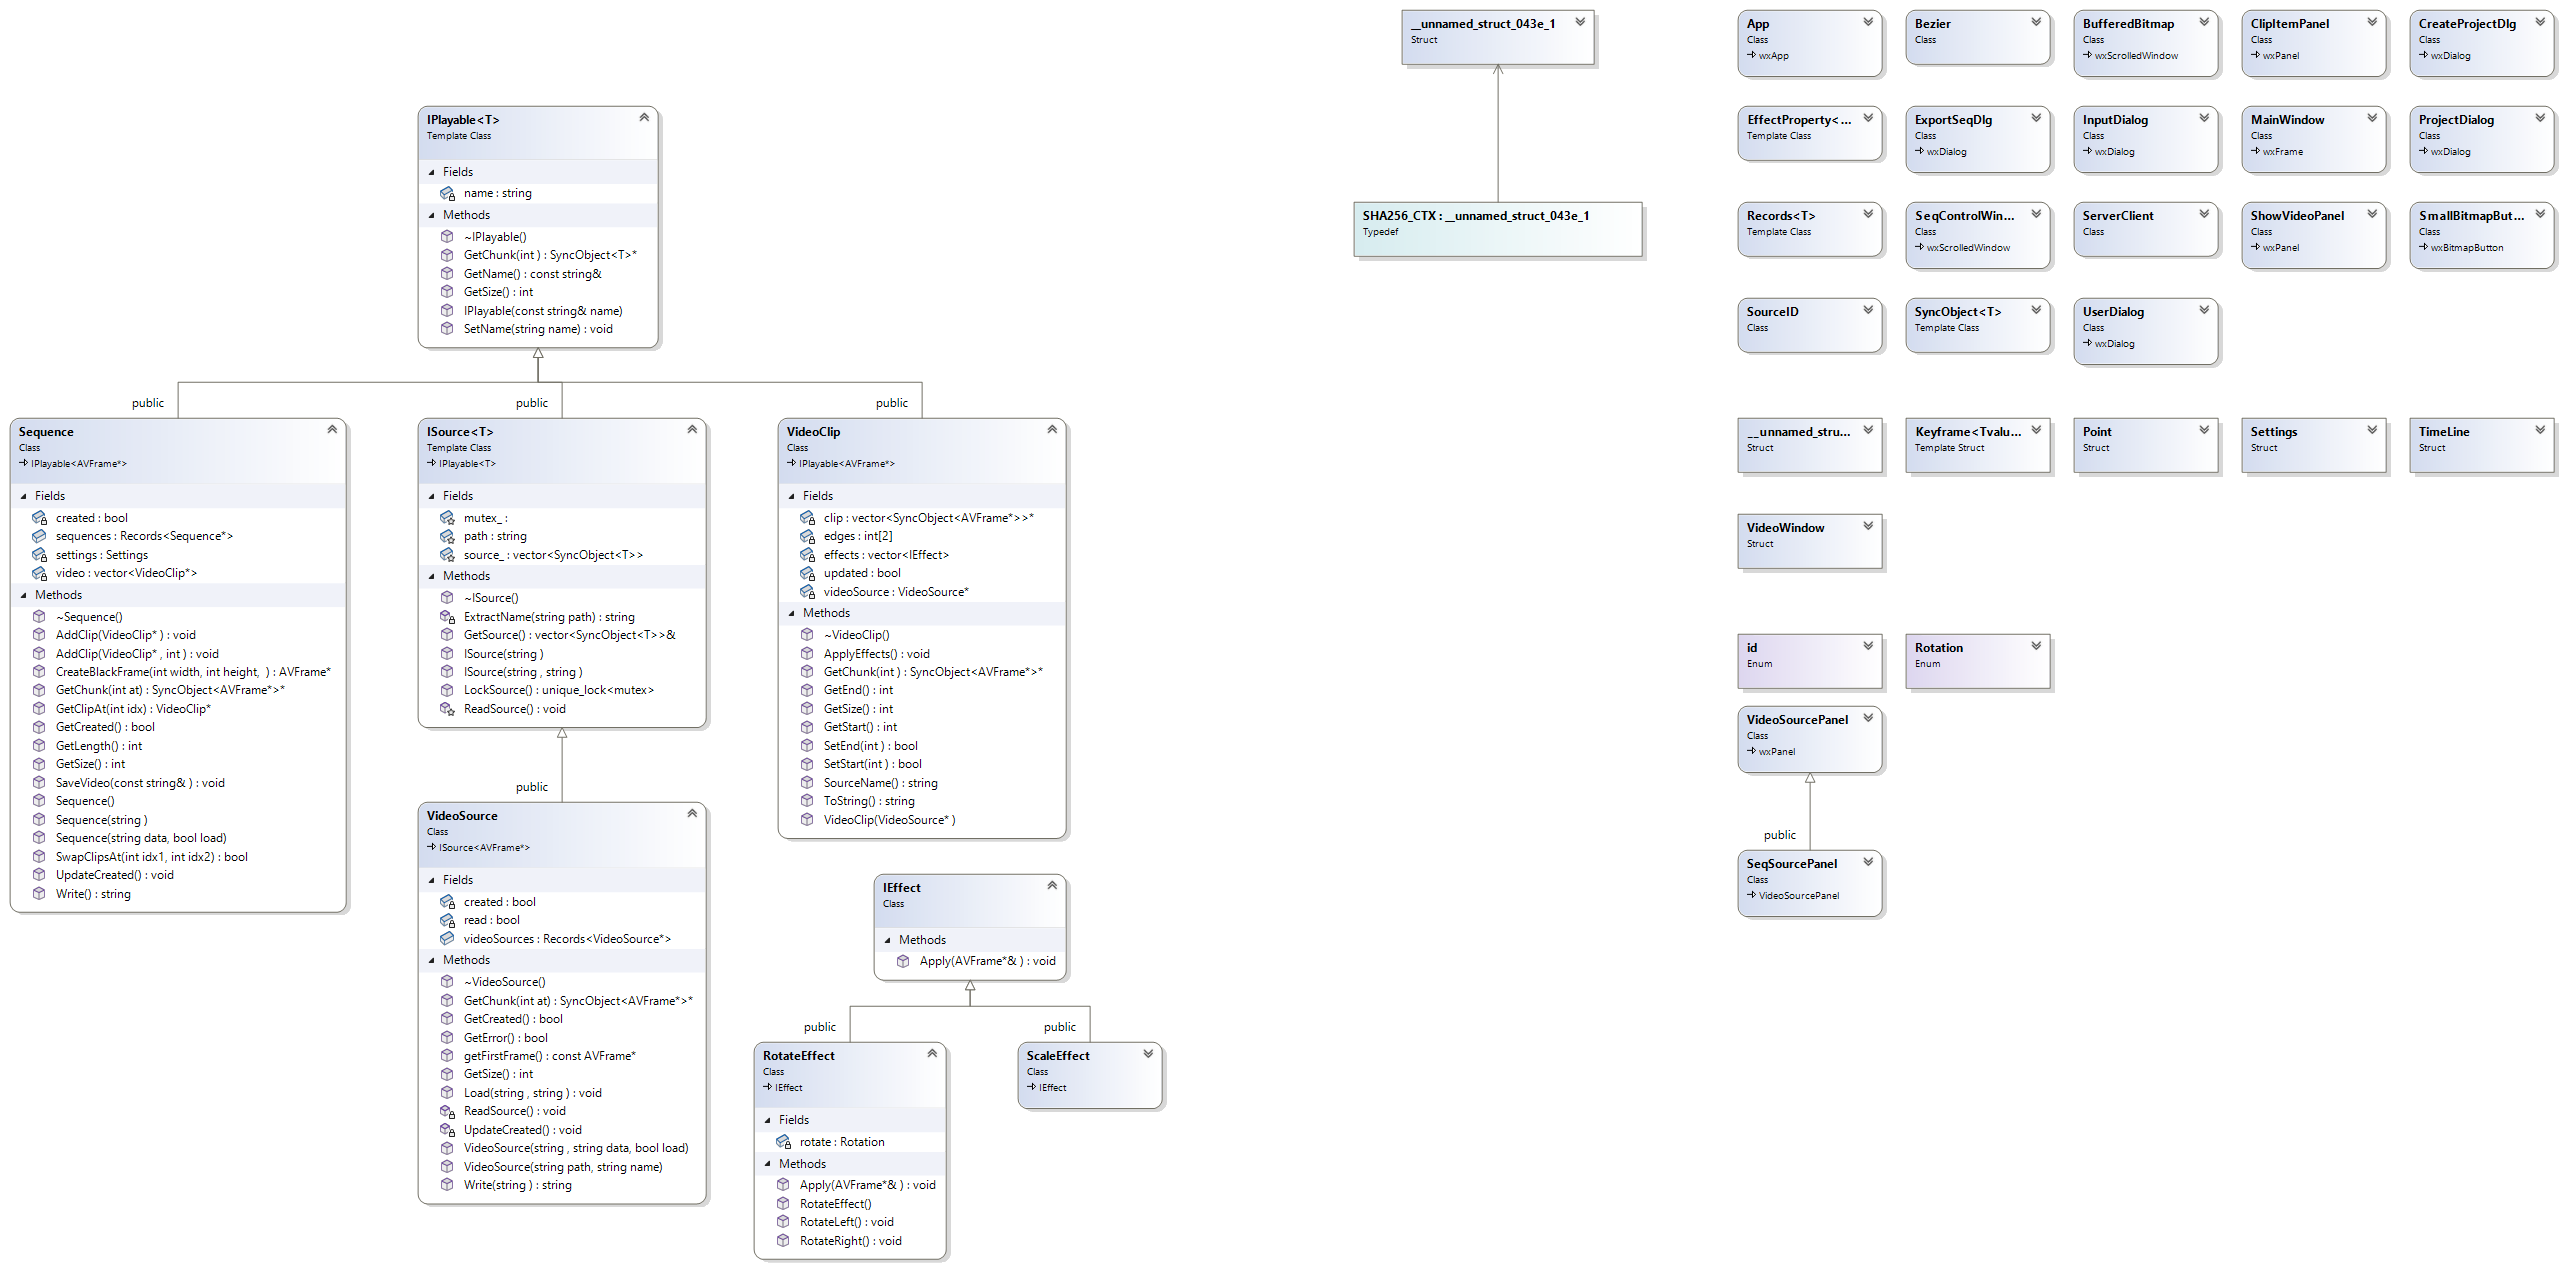 IPlayable<T>
Template Class
Fields
name : string
Methods
~IPlayable()
GetChunk(int ) : SyncObject<T>*
GetName() : const string&
GetSize() : int
IPlayable(const string& name)
SetName(string name) : void
public
public
public
Sequence
Class
IPlayable<AVFrame*>
Fields
created : bool
sequences : Records<Sequence*>
settings : Settings
video : vector<VideoClip*>
Methods
~Sequence()
AddClip(VideoClip* ) : void
AddClip(VideoClip* , int ) : void
CreateBlackFrame(int width, int height,  ) : AVFrame*
GetChunk(int at) : SyncObject<AVFrame*>*
GetClipAt(int idx) : VideoClip*
GetCreated() : bool
GetLength() : int
GetSize() : int
SaveVideo(const string& ) : void
Sequence()
Sequence(string )
Sequence(string data, bool load)
SwapClipsAt(int idx1, int idx2) : bool
UpdateCreated() : void
Write() : string
ISource<T>
Template Class
IPlayable<T>
Fields
mutex_ :
path : string
source_ : vector<SyncObject<T>>
Methods
~ISource()
ExtractName(string path) : string
GetSource() : vector<SyncObject<T>>&
ISource(string )
ISource(string , string )
LockSource() : unique_lock<mutex>
ReadSource() : void
public
VideoSource
Class
ISource<AVFrame*>
Fields
created : bool
read : bool
videoSources : Records<VideoSource*>
Methods
~VideoSource()
GetChunk(int at) : SyncObject<AVFrame*>*
GetCreated() : bool
GetError() : bool
getFirstFrame() : const AVFrame*
GetSize() : int
Load(string , string ) : void
ReadSource() : void
UpdateCreated() : void
VideoSource(string , string data, bool load)
VideoSource(string path, string name)
Write(string ) : string
VideoClip
Class
IPlayable<AVFrame*>
Fields
clip : vector<SyncObject<AVFrame*>>*
edges : int[2]
effects : vector<IEffect>
updated : bool
videoSource : VideoSource*
Methods
~VideoClip()
ApplyEffects() : void
GetChunk(int ) : SyncObject<AVFrame*>*
GetEnd() : int
GetSize() : int
GetStart() : int
SetEnd(int ) : bool
SetStart(int ) : bool
SourceName() : string
ToString() : string
VideoClip(VideoSource* )
IEffect
Class
Methods
Apply(AVFrame*& ) : void
public
public
RotateEffect
Class
IEffect
Fields
rotate : Rotation
Methods
Apply(AVFrame*& ) : void
RotateEffect()
RotateLeft() : void
RotateRight() : void
ScaleEffect
Class
IEffect
__unnamed_struct_043e_1
Struct
SHA256_CTX : __unnamed_struct_043e_1
Typedef
App
Class
wxApp
Bezier
Class
BufferedBitmap
Class
wxScrolledWindow
ClipItemPanel
Class
wxPanel
CreateProjectDlg
Class
wxDialog
EffectProperty< ...
Template Class
ExportSeqDlg
Class
wxDialog
InputDialog
Class
wxDialog
MainWindow
Class
wxFrame
ProjectDialog
Class
wxDialog
Records<T>
Template Class
SeqControlWin...
Class
wxScrolledWindow
ServerClient
Class
ShowVideoPanel
Class
wxPanel
SmallBitmapBut...
Class
wxBitmapButton
SourceID
Class
SyncObject<T>
Template Class
UserDialog
Class
wxDialog
__unnamed_stru...
Struct
Keyframe<Tvalu...
Template Struct
Point
Struct
Settings
Struct
TimeLine
Struct
VideoWindow
Struct
id
Enum
Rotation
Enum
VideoSourcePanel
Class
wxPanel
public
SeqSourcePanel
Class
VideoSourcePanel